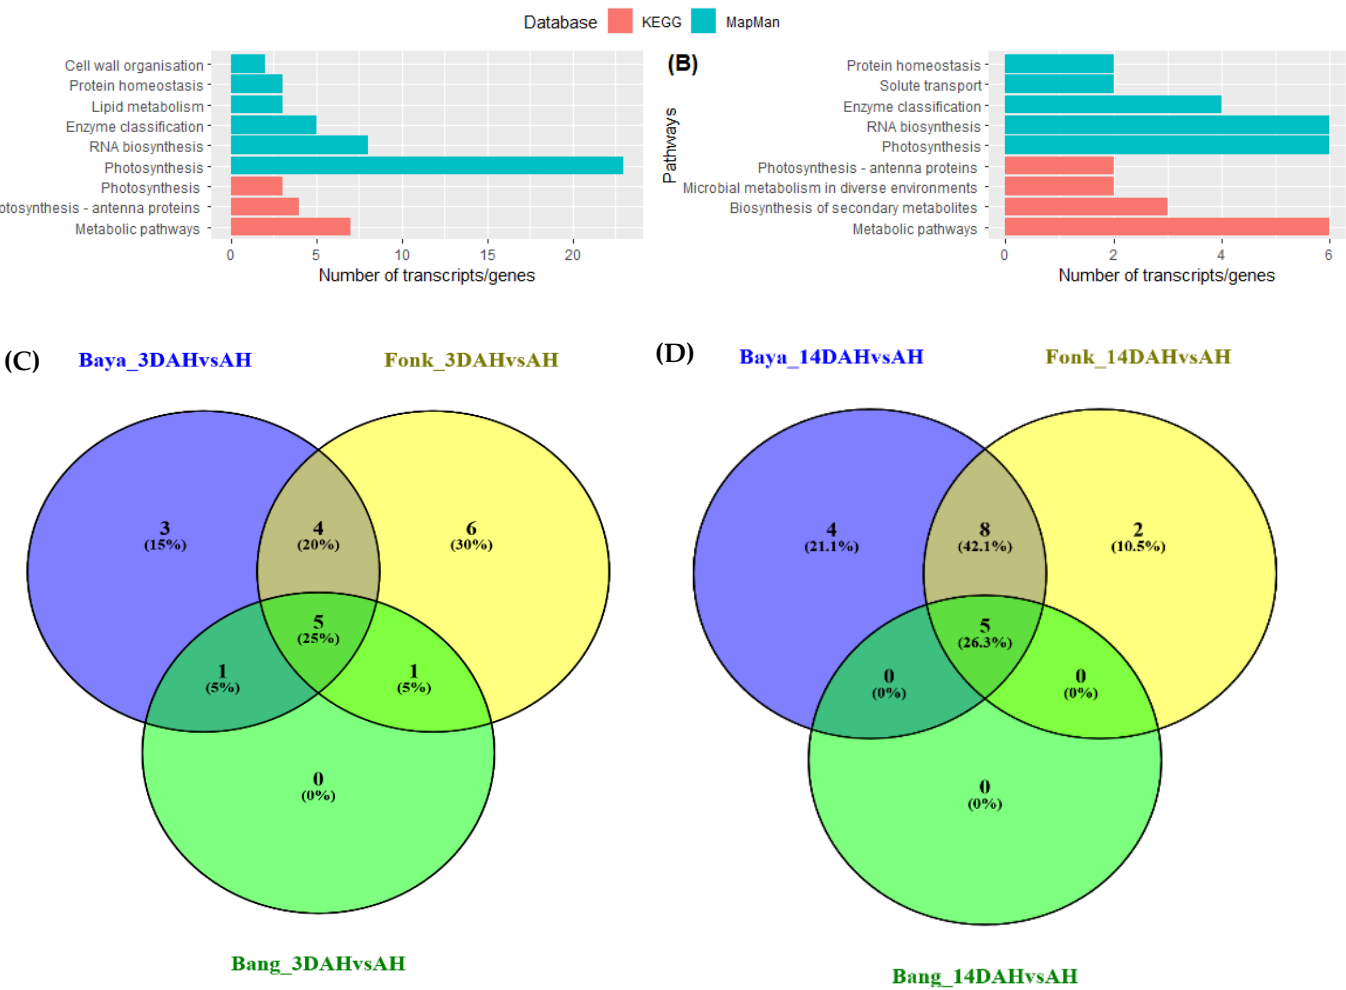 Database KEGG MapMan
Cell wall organisation
Protein homeostasis
Lipid metabolism
Enzyme classification
RNA biosynthesis
Photosynthesis
Photosynthesis
otosynthesis - antenna proteins
Metabolic pathways
0 5 10 15 20
Number of transcripts/genes
(B)
Pathways
Protein homeostasis
Solute transport
Enzyme classification
RNA biosynthesis
Photosynthesis
Photosynthesis - antenna proteins
Microbial metabolism in diverse environments
Biosynthesis of secondary metabolites
Metabolic pathways
0 2 4 6
Number of transcripts/genes
(C)
Baya_3DAHvsAH
Fonk_3DAHvsAH
3
(15%)
4
(20%)
6
(30%)
5
(25%)
1
(5%)
1
(5%)
0
(0%)
Bang_3DAHvsAH
(D)
Baya_14DAHvsAH
Fonk_14DAHvsAH
4
(21.1%)
8
(42.1%)
2
(10.5%)
5
(26.3%)
0
(0%)
0
(0%)
0
(0%)
Bang_14DAHvsAH